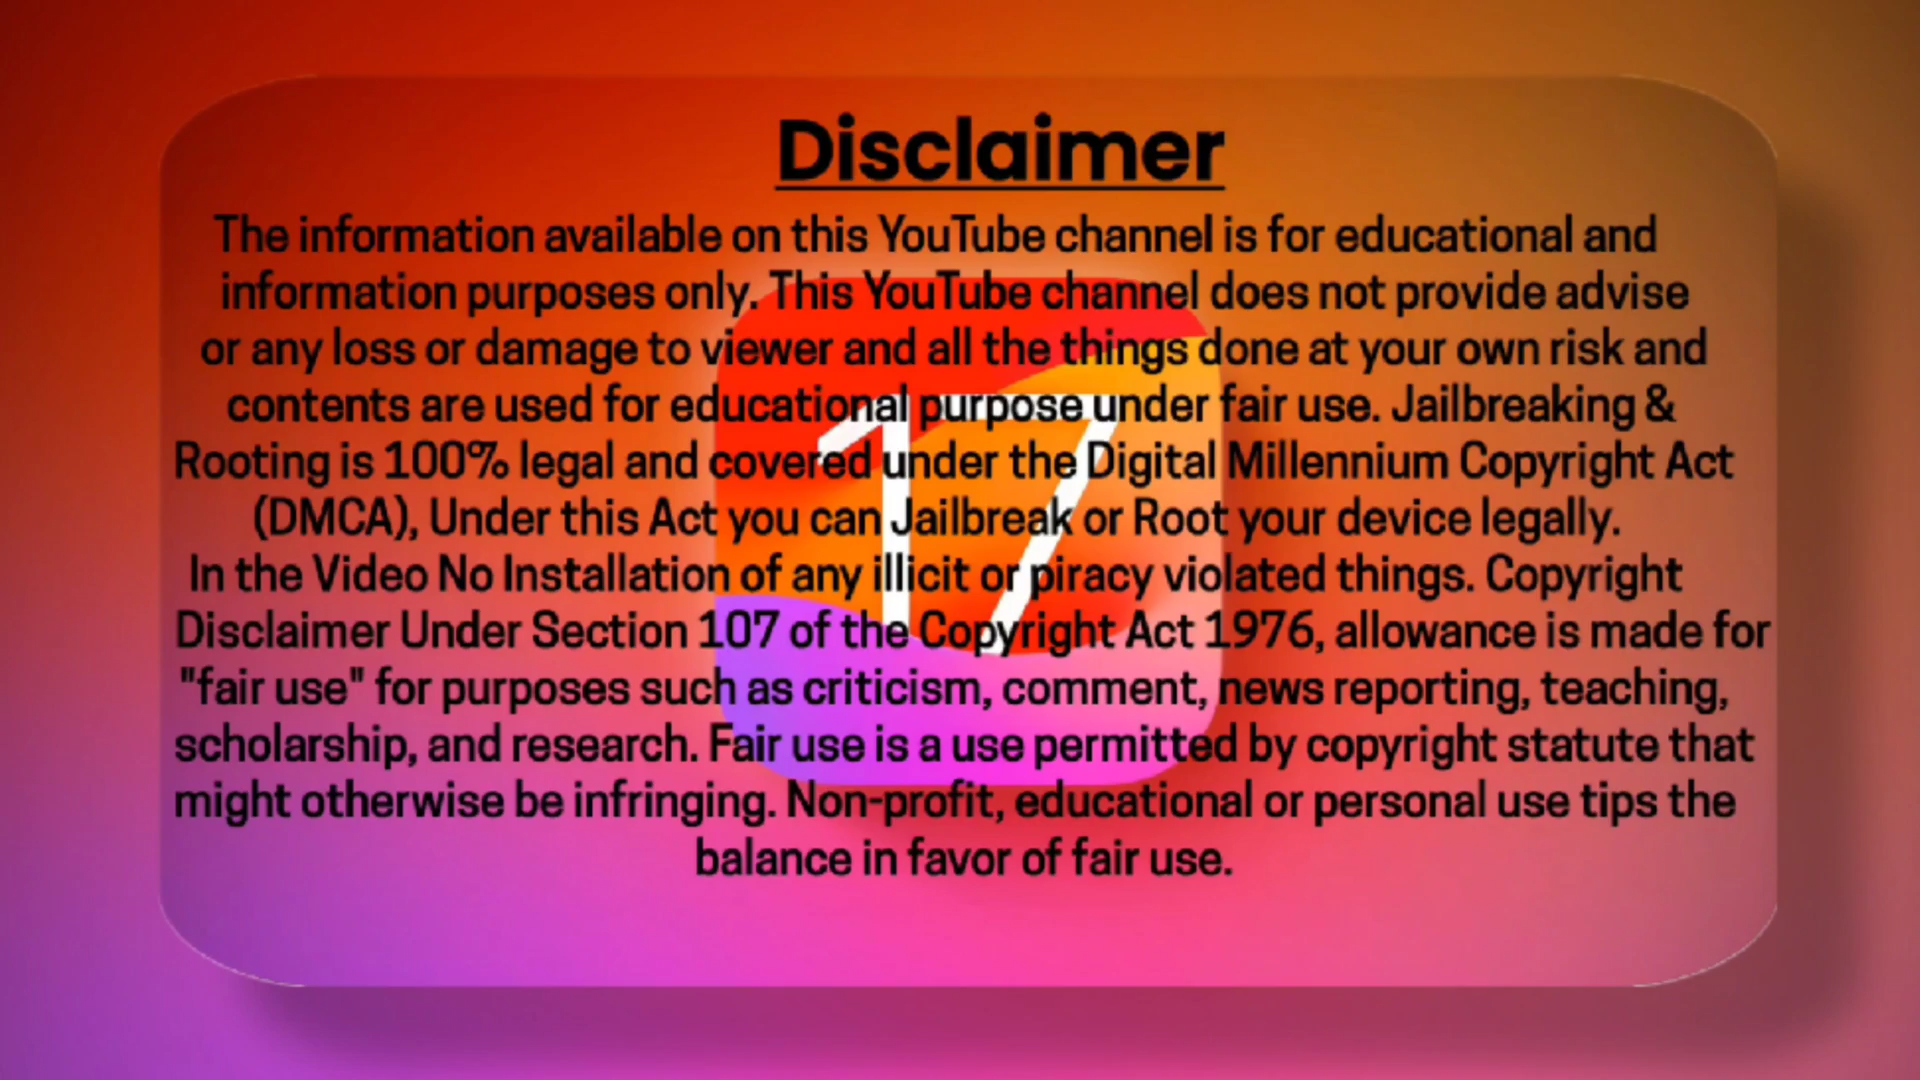 Disclaimer
The information available on this YouTube channel is for educational and
information purposes only. This YouTube channel does not provide advise
or any loss or damage to viewer and all the things done at your own risk and
contents are used for educational purpose under fair use. Jailbreaking &
Rooting is 100% legal and covered under the Digital Millennium Copyright Act
(DMCA), Under this Act you can Jailbreak or Root your device legally.
In the Video No Installation of any illicit or piracy violated things. Copyright
Disclaimer Under Section 107 of the Copyright Act 1976, allowance is made for
"fair use" for purposes such as criticism, comment, news reporting, teaching,
scholarship, and research. Fair use is a use permitted by copyright statute that
might otherwise be infringing. Non-profit, educational or personal use tips the
balance in favor of fair use.
17